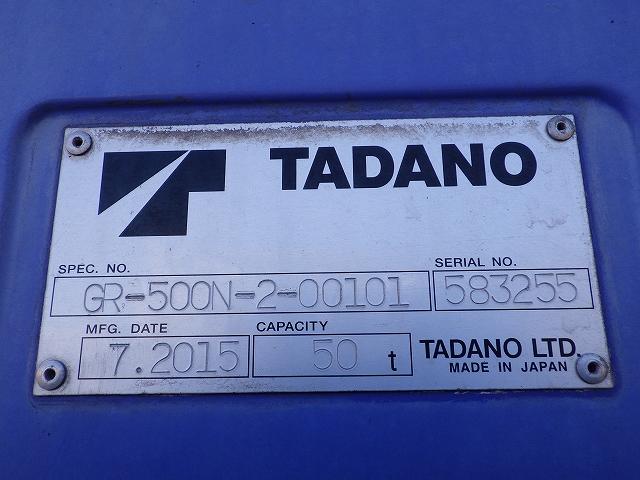 TADANO
SPEC. NO.
GR-500N-2-00101
SERIAL NO.
583255
MFG. DATE
7.2015
CAPACITY
50 t
TADANO LTD.
MADE IN JAPAN